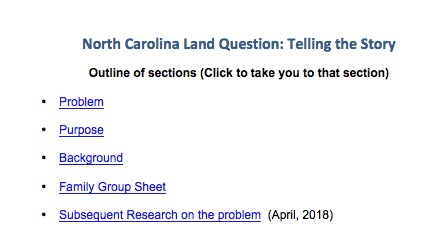 North Carolina Land Question: Telling the Story
Outline of sections (Click to take you to that section)
• Problem
• Purpose
• Background
• Family Group Sheet
• Subsequent Research on the problem (April, 2018)